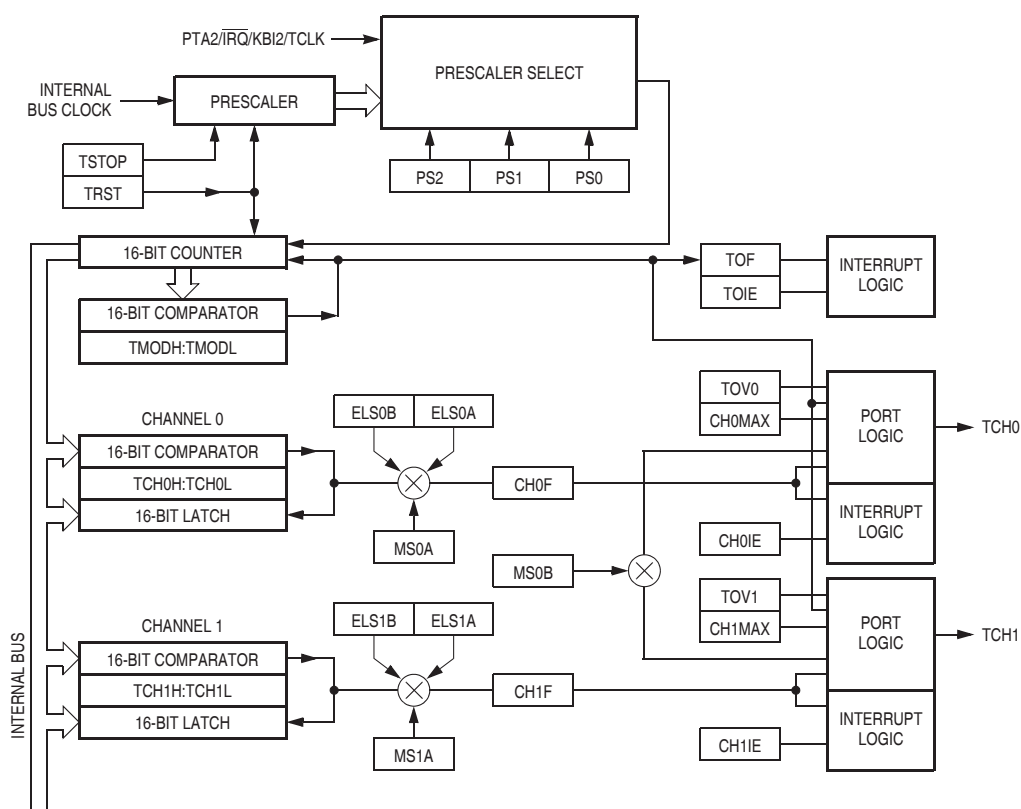 PTA2/IRQ/KBI2/TCLK
PRESCALER SELECT
INTERNAL
BUS CLOCK
PRESCALER
TSTOP
TRST
PS2
PS1
PS0
16-BIT COUNTER
16-BIT COMPARATOR
TMODH:TMODL
TOF
TOIE
INTERRUPT
LOGIC
CHANNEL 0
16-BIT COMPARATOR
TCH0H:TCH0L
16-BIT LATCH
ELS0B
ELS0A
MS0A
CH0F
TOV0
CH0MAX
CH0IE
PORT
LOGIC
INTERRUPT
LOGIC
TCH0
MS0B
CHANNEL 1
16-BIT COMPARATOR
TCH1H:TCH1L
16-BIT LATCH
ELS1B
ELS1A
MS1A
CH1F
TOV1
CH1MAX
CH1IE
PORT
LOGIC
INTERRUPT
LOGIC
TCH1
INTERNAL BUS